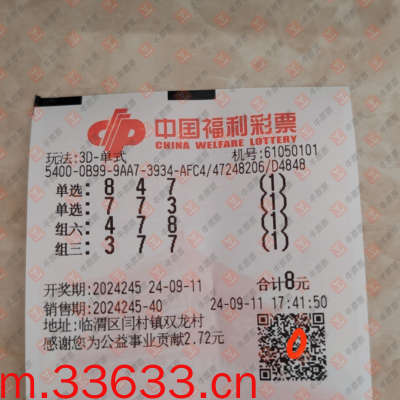 中国福利彩票
CHINA WELFARE LOTTERY
玩法:3D-单式 机号:61050101
5400-0B99-9AA7-3934-AFC4/47248206/D4848
单选:8 4 7 (1)
单选:7 7 3 (1)
组六:4 7 8 (1)
组三:3 7 7 (1)
开奖期:2024245 24-09-11 合计8元
销售期:2024245-40 24-09-11 17:41:50
地址:临渭区闫村镇双龙村
感谢您为公益事业贡献2.72元
0
m.33633.cn